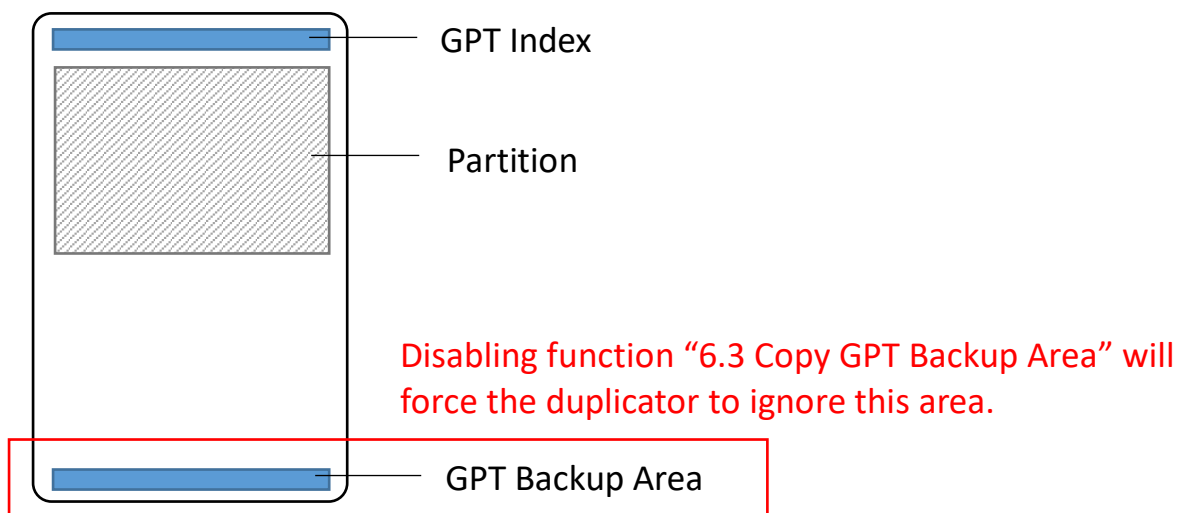 GPT Index
Partition
Disabling function “6.3 Copy GPT Backup Area” will
force the duplicator to ignore this area.
GPT Backup Area